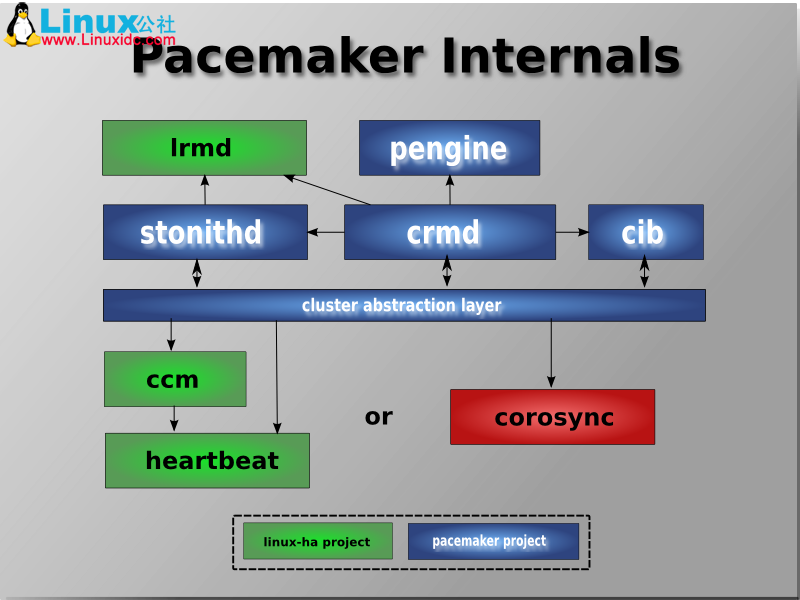 Linux公社
www.Linuxidc.com
Pacemaker Internals
lrmd
pengine
stonithd
crmd
cib
cluster abstraction layer
ccm
or
corosync
heartbeat
linux-ha project
pacemaker project